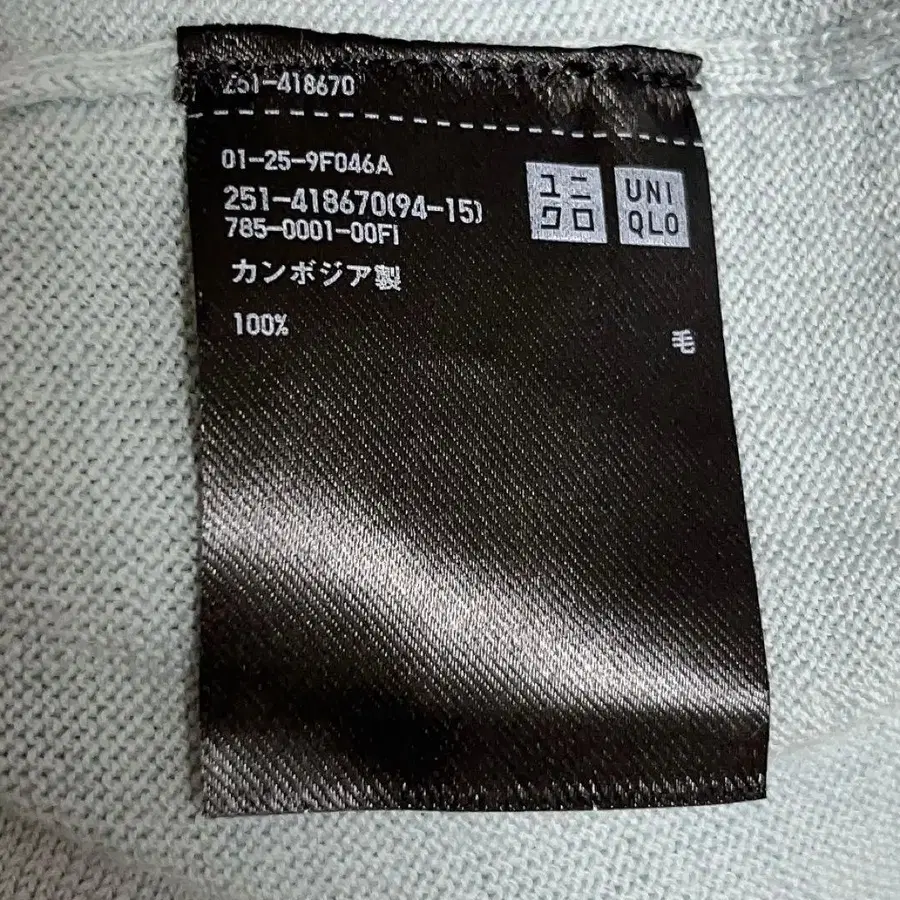 251-418670
01-25-9F046A
251-418670(94-15)
785-0001-00FI
カンボジア製
100% 毛
ユニクロ
UNIQLO